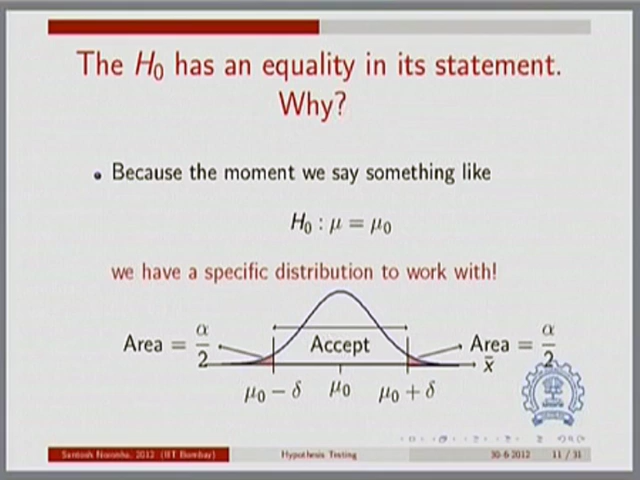 The H₀ has an equality in its statement.
Why?
• Because the moment we say something like
H₀ : μ = μ₀
we have a specific distribution to work with!
Area = α/2 Accept Area = α/2
x̄
μ₀ − δ μ₀ μ₀ + δ
Santosh Noronha, 2012 (IIT Bombay) Hypothesis Testing 30-6-2012 11 / 31